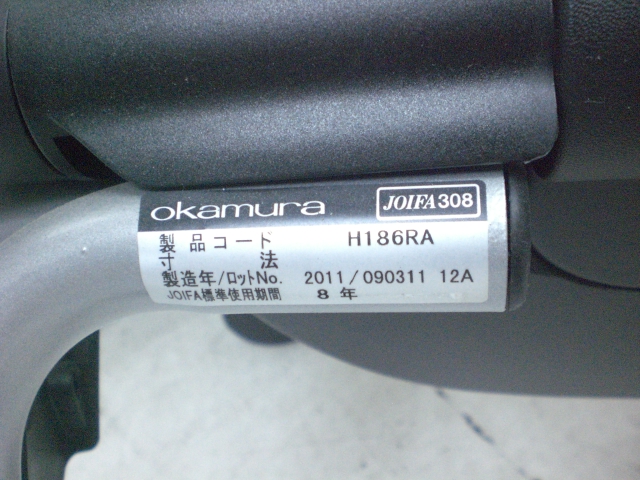 okamura JOIFA308
製品コード H186RA
寸法
製造年/ロットNo. 2011/090311 12A
JOIFA標準使用期間 8年